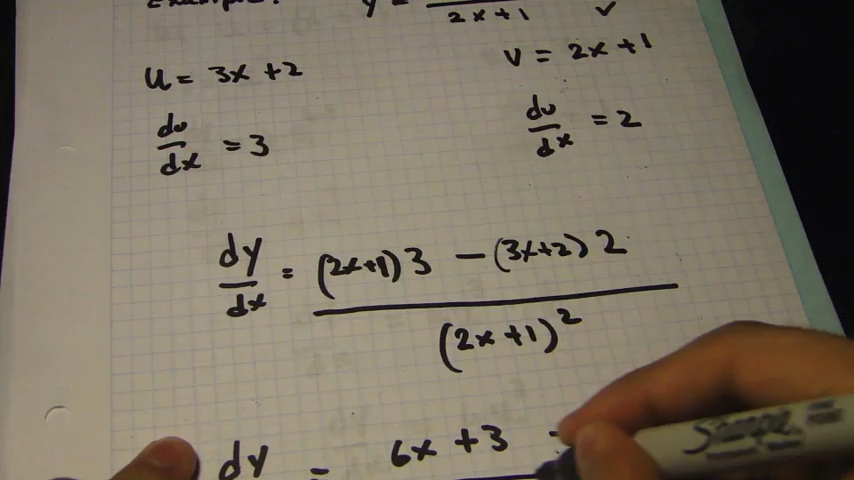 Example: y =
2x+1 v
u = 3x+2 v = 2x+1
du/dx = 3 dv/dx = 2
dy/dx = (2x+1)3 - (3x+2)2 / (2x+1)²
dy = 6x + 3 -
Sharpie